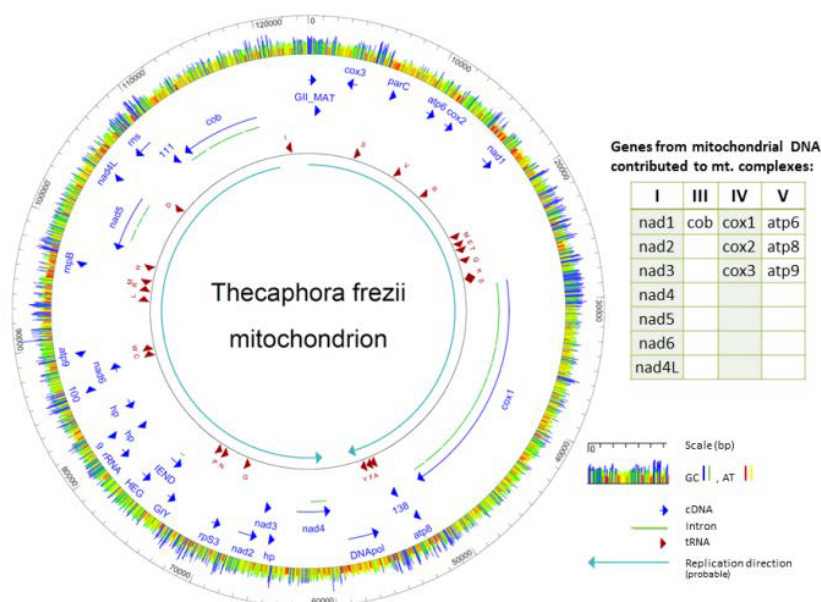 0
10000
20000
30000
40000
50000
60000
70000
80000
90000
100000
110000
120000
cox3
parC
GII_MAT
atp6
cox2
nad1
cob
rns
111
nad4L
nad5
rnpB
atp9
nad6
100
hp
hp
9
rRNA
HEG
GIY
IEND
rpS3
nad2
nad3
hp
nad4
DNApol
138
atp8
cox1
Thecaphora frezii
mitochondrion
Genes from mitochondrial DNA
contributed to mt. complexes:
I III IV V
nad1 cob cox1 atp6
nad2 cox2 atp8
nad3 cox3 atp9
nad4
nad5
nad6
nad4L
0 Scale (bp)
GC , AT
cDNA
Intron
tRNA
Replication direction
(probable)